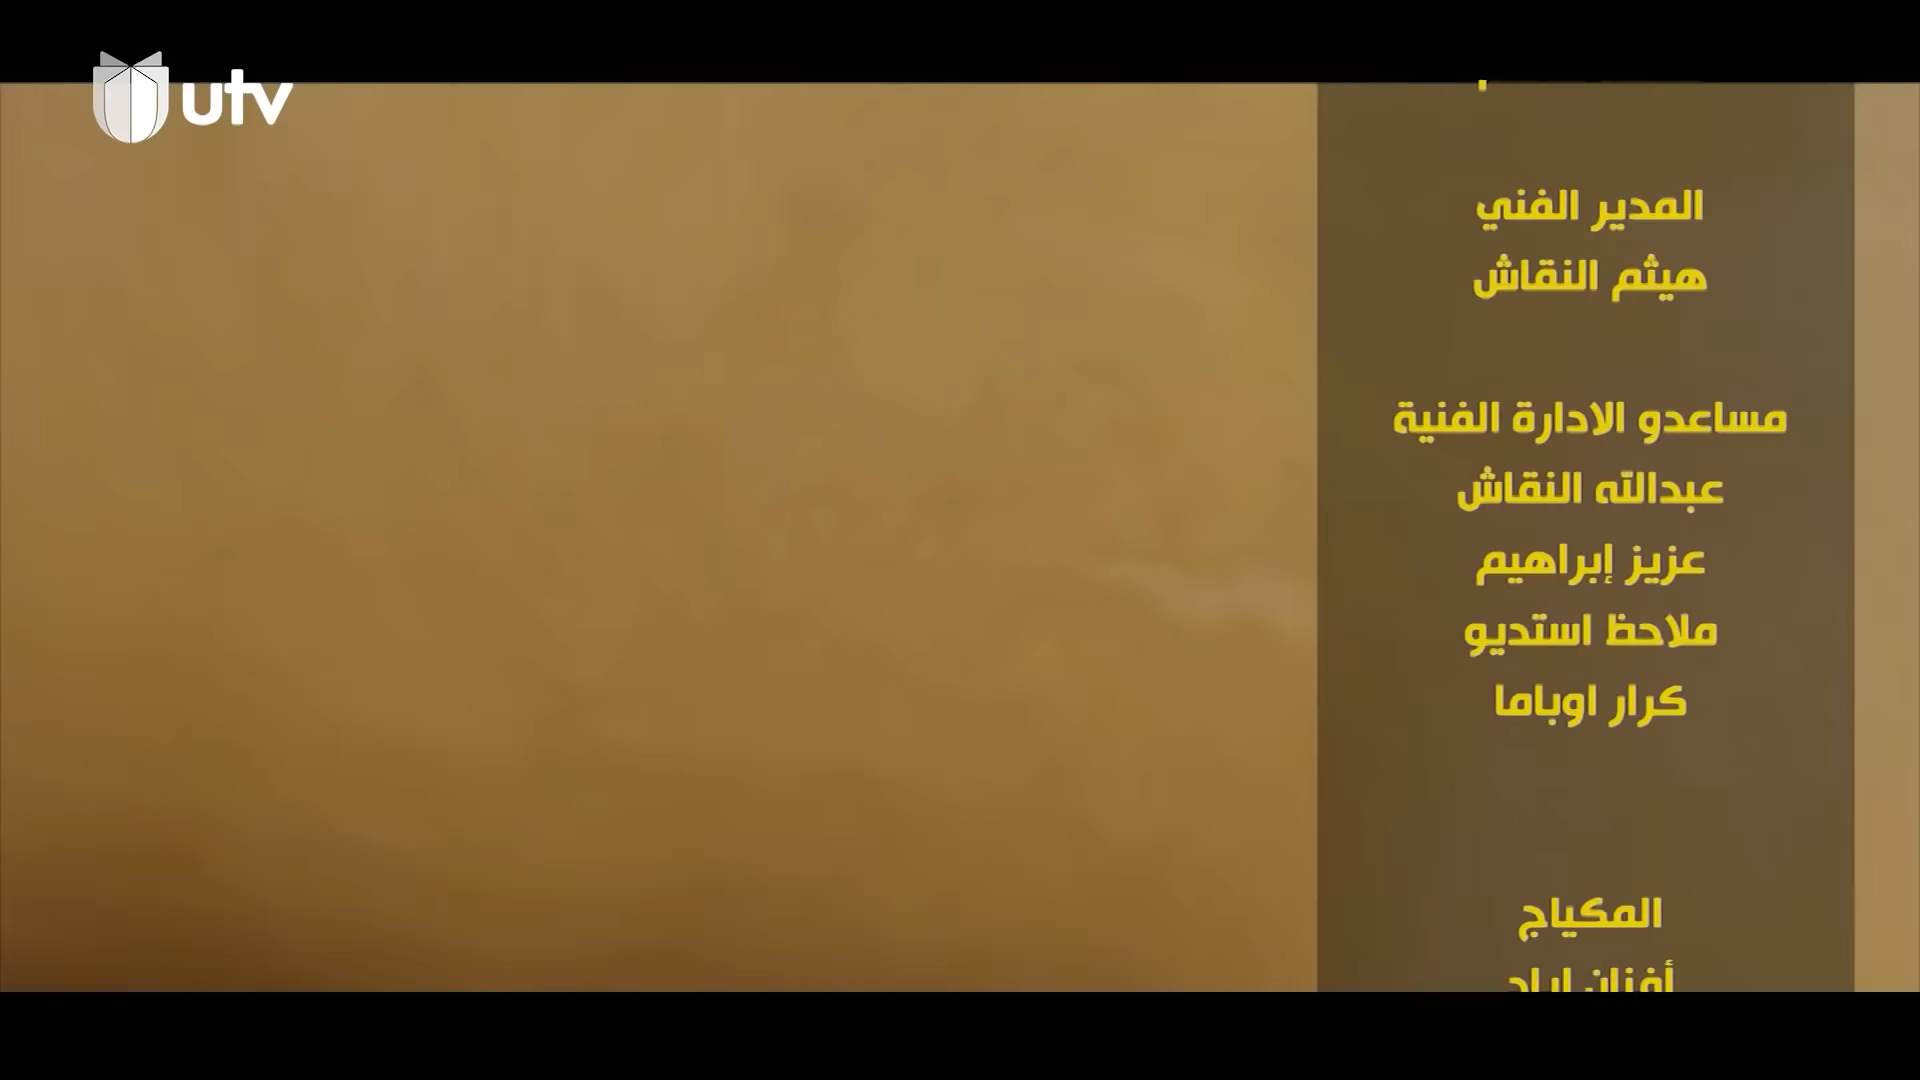 utv
المدير الفني
هيثم النقاش
مساعدو الادارة الفنية
عبدالله النقاش
عزيز إبراهيم
ملاحظ استديو
كرار اوباما
المكياج